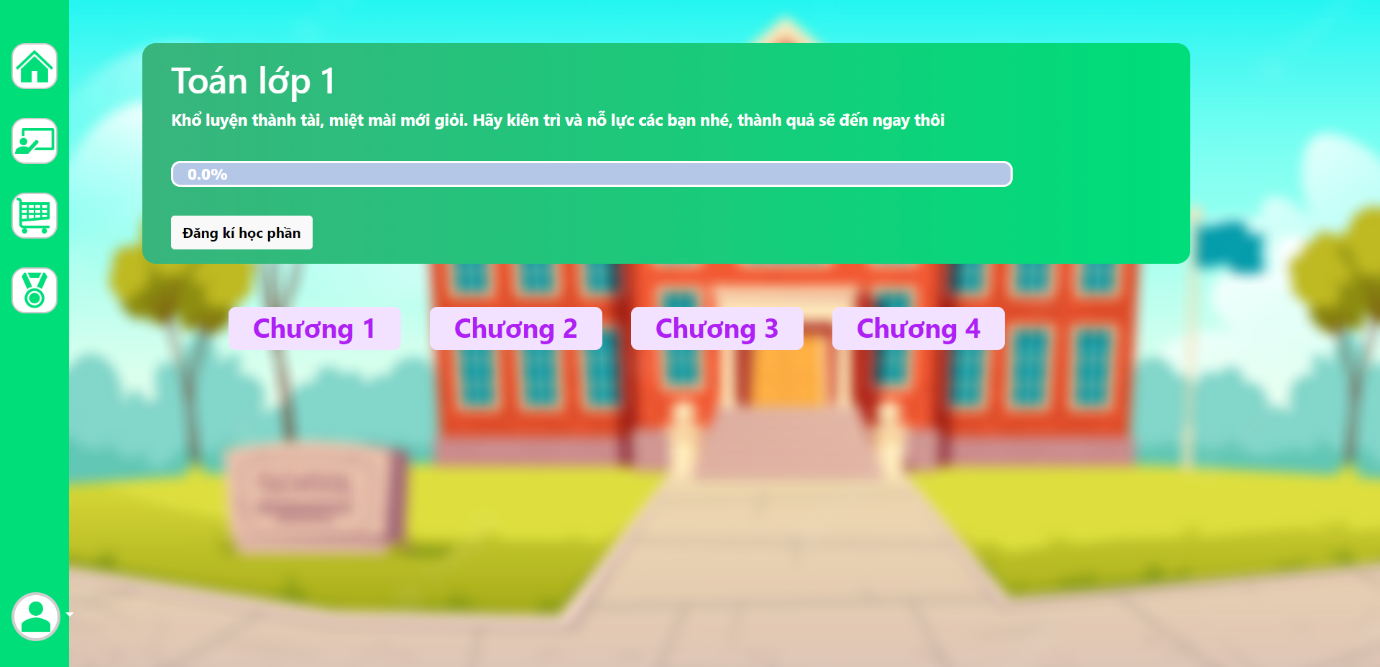 Toán lớp 1
Khổ luyện thành tài, miệt mài mới giỏi. Hãy kiên trì và nỗ lực các bạn nhé, thành quả sẽ đến ngay thôi
0.0%
Đăng kí học phần
Chương 1
Chương 2
Chương 3
Chương 4